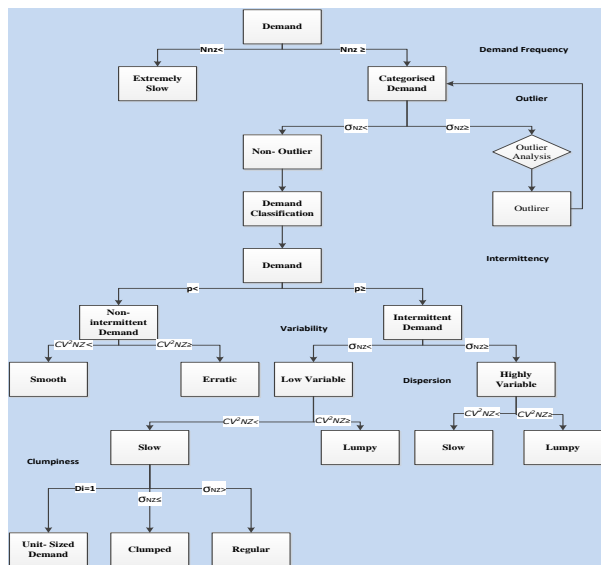 Demand
Nnz<
Nnz ≥
Demand Frequency
Extremely
Slow
Categorised
Demand
Outlier
σNZ<
σNZ≥
Non- Outlier
Outlier
Analysis
Demand
Classification
Outlirer
Demand
Intermittency
p<
p≥
Non-
intermittent
Demand
Intermittent
Demand
Variability
CV²NZ<
CV²NZ≥
σNZ<
σNZ≥
Smooth
Erratic
Low Variable
Dispersion
Highly
Variable
CV²NZ<
CV²NZ≥
CV²NZ<
CV²NZ≥
Slow
Lumpy
Slow
Lumpy
Clumpiness
Di=1
σNZ≤
σNZ>
Unit- Sized
Demand
Clumped
Regular